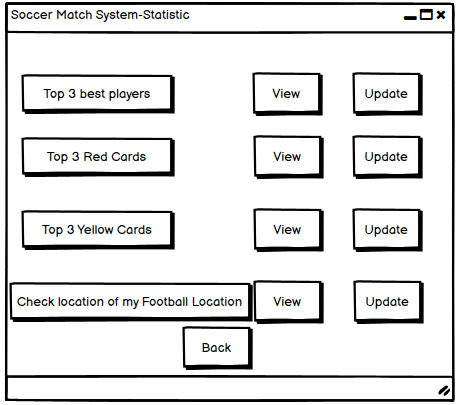 Soccer Match System-Statistic
Top 3 best players View Update
Top 3 Red Cards View Update
Top 3 Yellow Cards View Update
Check location of my Football Location View Update
Back